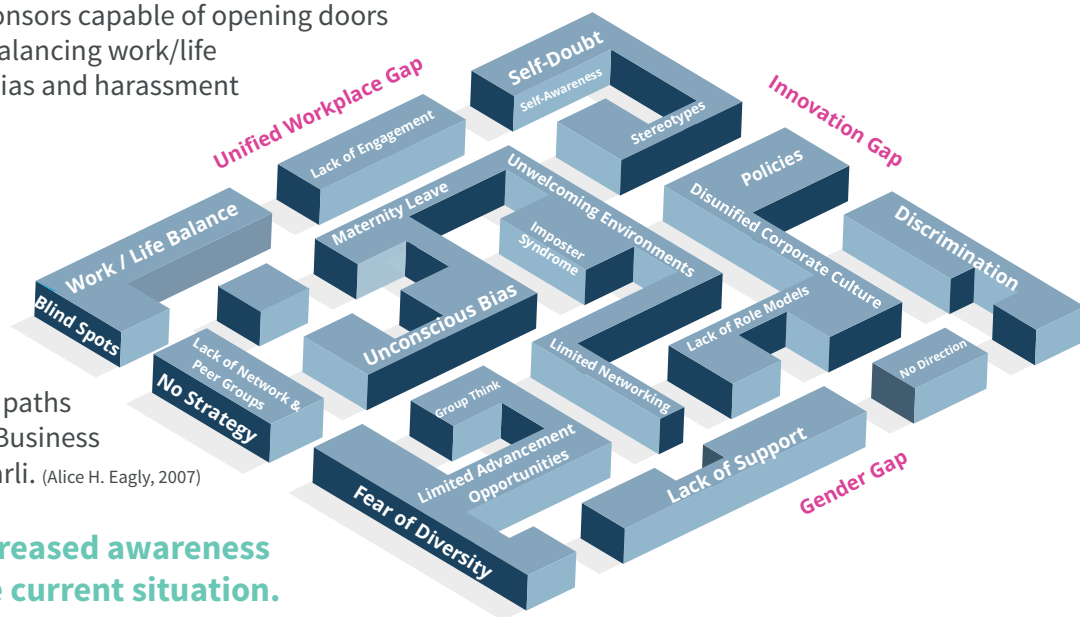 onsors capable of opening doors
alancing work/life
ias and harassment
Unified Workplace Gap
Innovation Gap
Self-Doubt
Self-Awareness
Stereotypes
Lack of Engagement
Policies
Maternity Leave
Unwelcoming Environments
Disunified Corporate Culture
Discrimination
Work / Life Balance
Imposter
Syndrome
Blind Spots
Unconscious Bias
Lack of Role Models
Lack of Network &
Peer Groups
Limited Networking
No Direction
No Strategy
Group Think
paths
Business
rli. (Alice H. Eagly, 2007)
Limited Advancement
Opportunities
Lack of Support
Gender Gap
Fear of Diversity
reased awareness
e current situation.